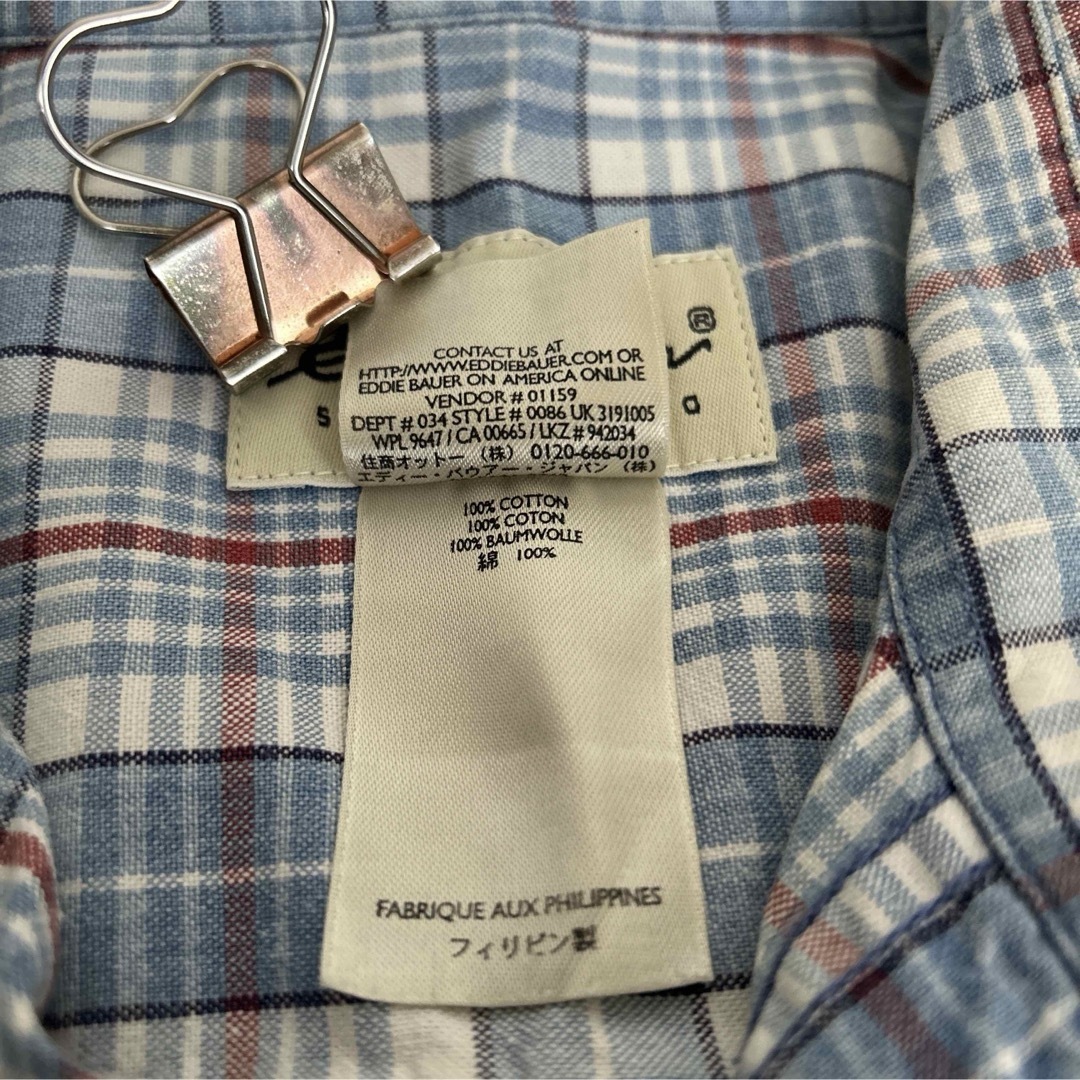 ®
CONTACT US AT
HTTP://WWW.EDDIEBAUER.COM OR
EDDIE BAUER ON AMERICA ONLINE
VENDOR # 01159
DEPT # 034 STYLE # 0086 UK 3191005
WPL 9647 / CA 00665 / LKZ # 942034
住商オットー (株) 0120-666-010
エディー・バウアー・ジャパン (株)
100% COTTON
100% COTON
100% BAUMWOLLE
綿 100%
FABRIQUE AUX PHILIPPINES
フィリピン製